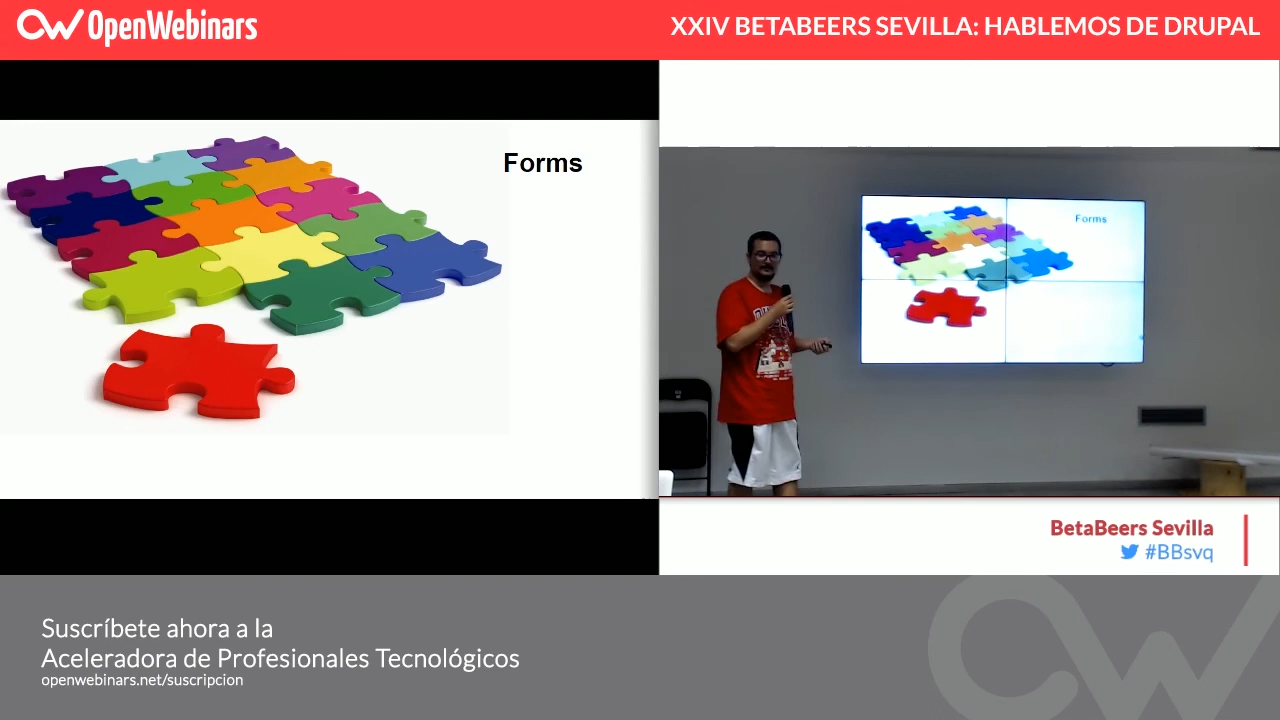 OpenWebinars
XXIV BETABEERS SEVILLA: HABLEMOS DE DRUPAL
Forms
Forms
BetaBeers Sevilla
#BBsvq
Suscríbete ahora a la
Aceleradora de Profesionales Tecnológicos
openwebinars.net/suscripcion